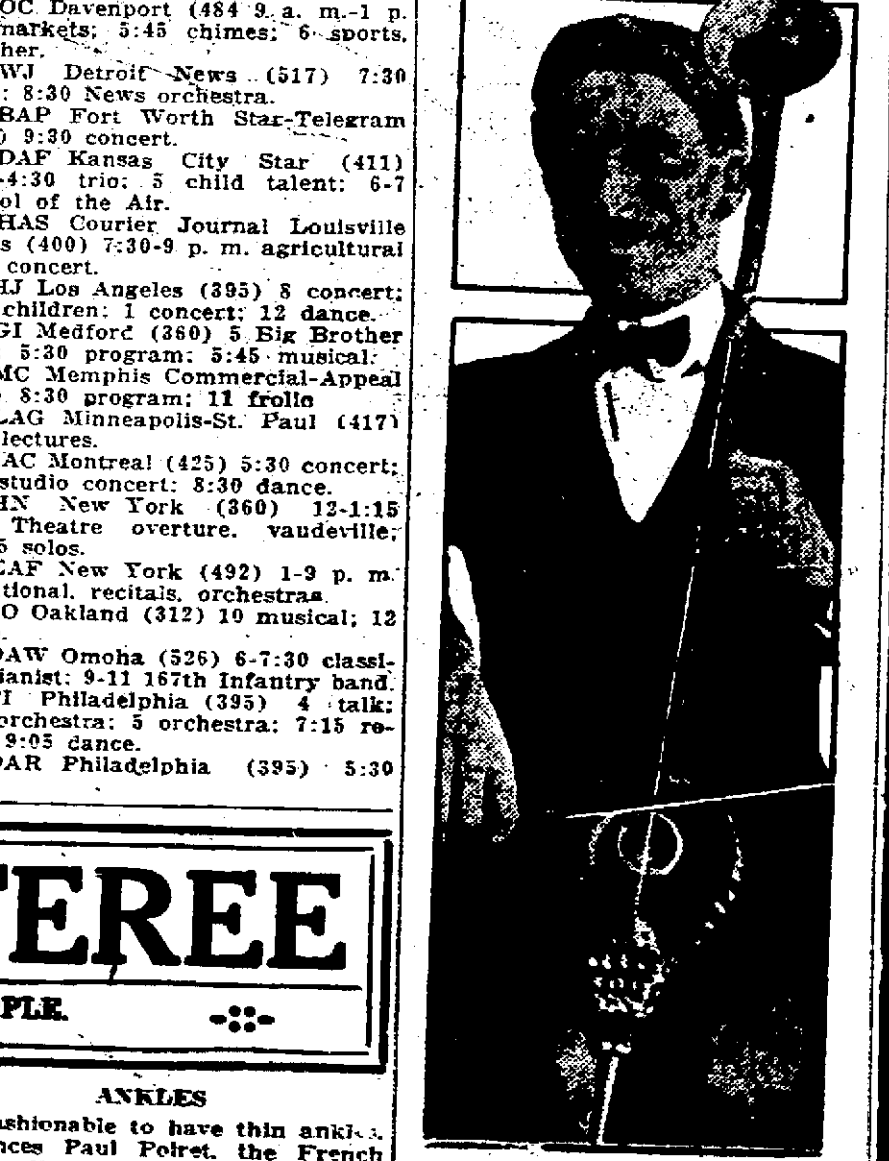 OC Davenport (484 9 a. m.-1 p.
narkets; 5:45 chimes; 6 sports,
her.
WJ Detroit News (517) 7:30
: 8:30 News orchestra.
BAP Fort Worth Star-Telegram
) 9:30 concert.
DAF Kansas City Star (411)
-4:30 trio; 5 child talent; 6-7
ol of the Air.
HAS Courier Journal Louisville
s (400) 7:30-9 p. m. agricultural
concert.
HJ Los Angeles (395) 8 concert;
children; 1 concert; 12 dance.
GI Medford (360) 5 Big Brother
5:30 program; 5:45 musical.
MC Memphis Commercial-Appeal
8:30 program; 11 frolic
LAG Minneapolis-St. Paul (417)
lectures.
AC Montreal (425) 5:30 concert;
studio concert; 8:30 dance.
HN New York (360) 12-1:15
Theatre overture, vaudeville;
5 solos.
EAF New York (492) 1-9 p. m.
tional, recitals, orchestras.
O Oakland (312) 10 musical; 12
OAW Omoha (526) 6-7:30 classi-
ianist; 9-11 167th Infantry band.
I Philadelphia (395) 4 talk;
orchestra; 5 orchestra; 7:15 re-
9:05 dance.
OAR Philadelphia (395) 5:30
EREE
PLE.
ANKLES
ashionable to have thin
nces Paul Poiret, the French